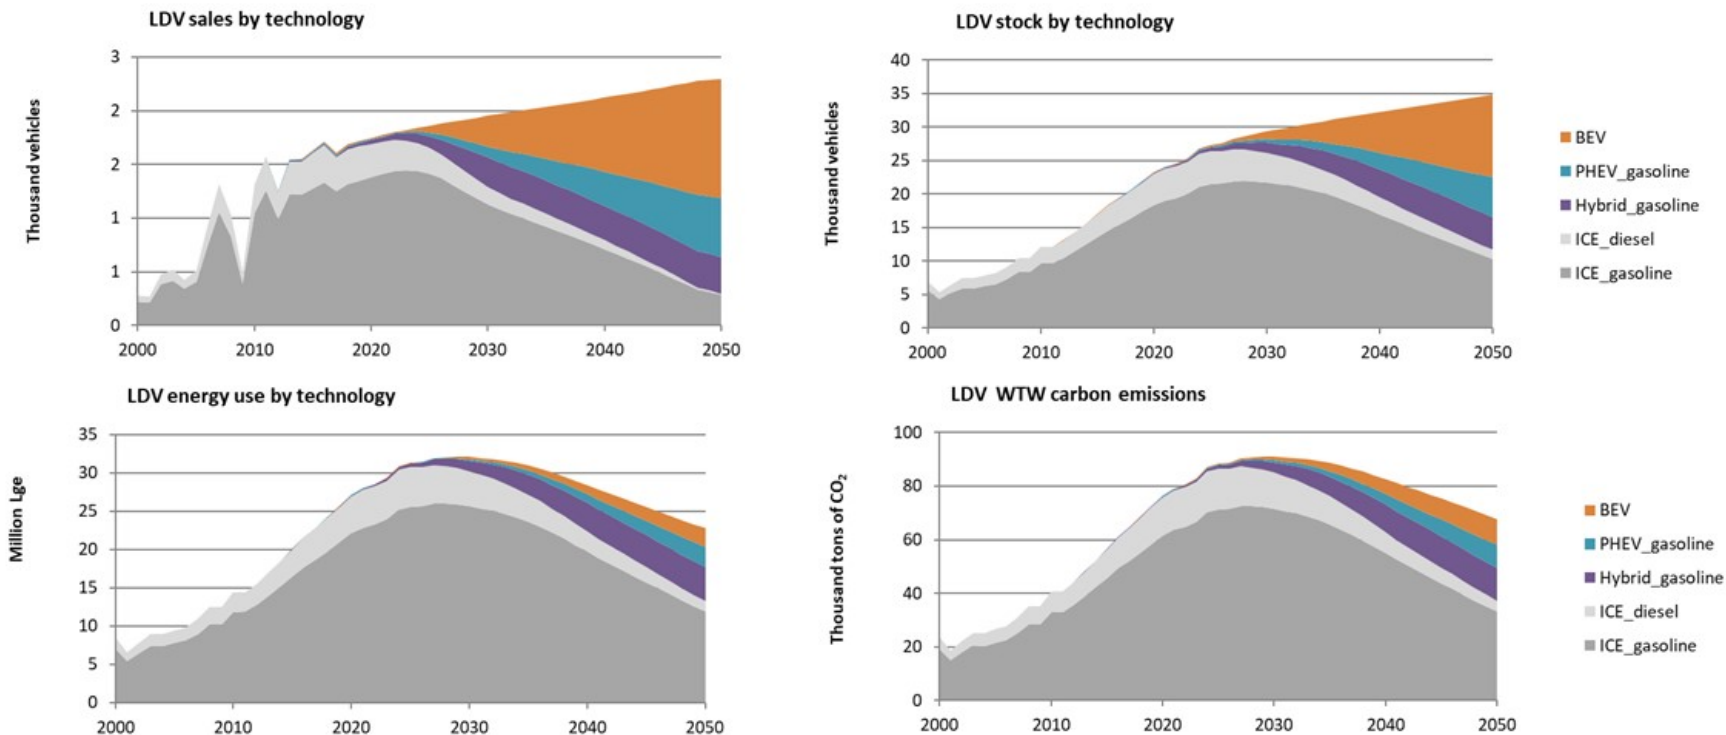 LDV sales by technology
Thousand vehicles
3
2
2
1
1
0
2000 2010 2020 2030 2040 2050
LDV stock by technology
Thousand vehicles
40
35
30
25
20
15
10
5
0
2000 2010 2020 2030 2040 2050
BEV
PHEV_gasoline
Hybrid_gasoline
ICE_diesel
ICE_gasoline
LDV energy use by technology
Million Lge
35
30
25
20
15
10
5
0
2000 2010 2020 2030 2040 2050
LDV WTW carbon emissions
Thousand tons of CO₂
100
80
60
40
20
0
2000 2010 2020 2030 2040 2050
BEV
PHEV_gasoline
Hybrid_gasoline
ICE_diesel
ICE_gasoline